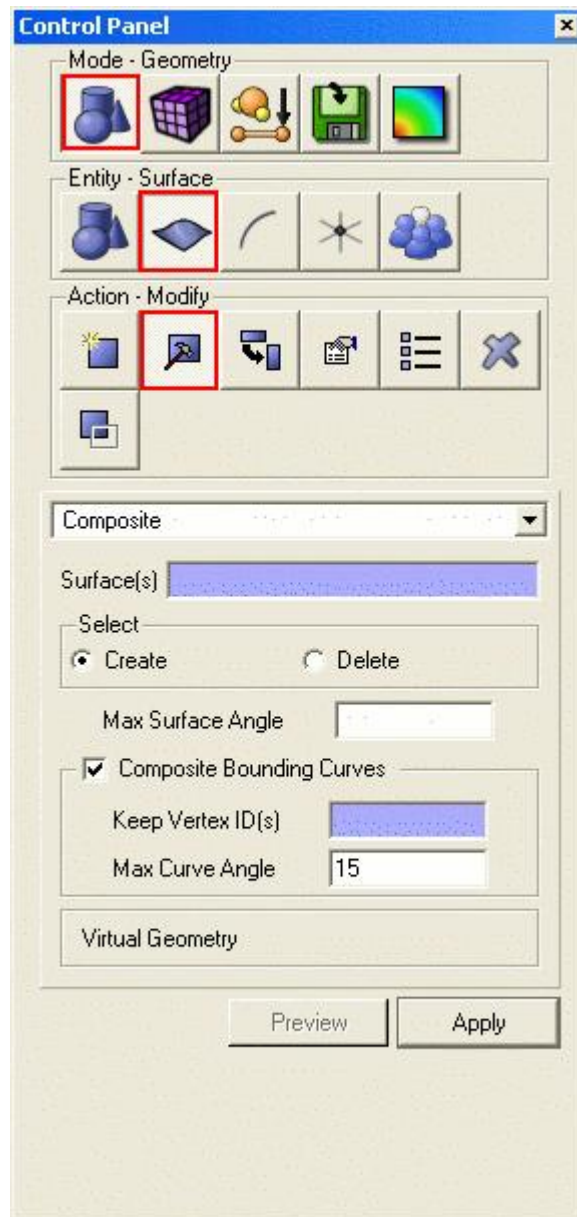 Control Panel
Mode - Geometry
Entity - Surface
Action - Modify
Composite
Surface(s)
Select
Create Delete
Max Surface Angle
Composite Bounding Curves
Keep Vertex ID(s)
Max Curve Angle 15
Virtual Geometry
Preview Apply